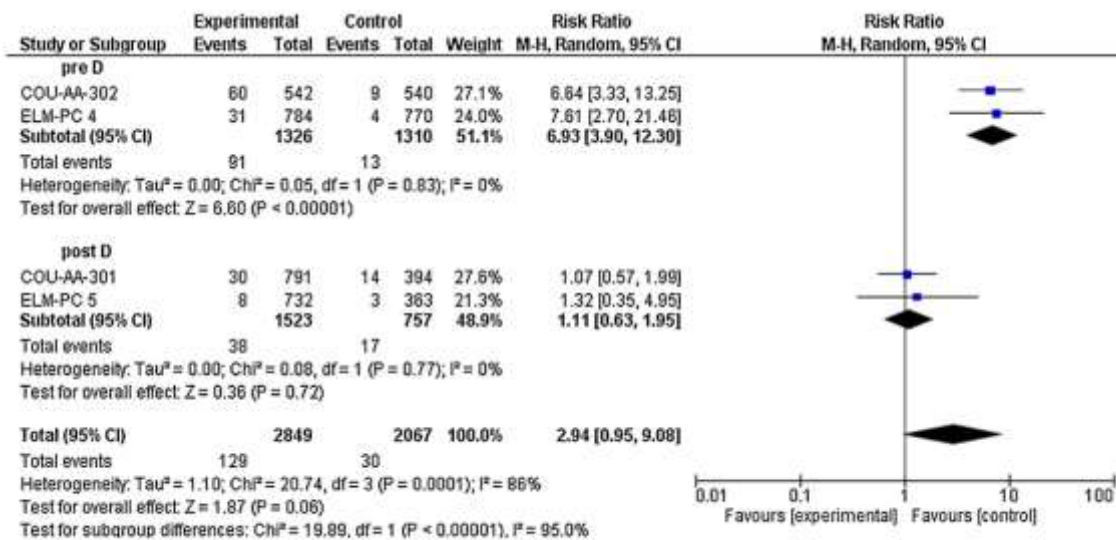 Experimental Control Risk Ratio Risk Ratio
Study or Subgroup Events Total Events Total Weight M-H, Random, 95% CI M-H, Random, 95% CI
pre D
COU-AA-302 60 542 9 540 27.1% 6.64 [3.33, 13.25]
ELM-PC 4 31 784 4 770 24.0% 7.61 [2.70, 21.46]
Subtotal (95% CI) 1326 1310 51.1% 6.93 [3.90, 12.30]
Total events 91 13
Heterogeneity: Tau² = 0.00; Chi² = 0.05, df = 1 (P = 0.83); I² = 0%
Test for overall effect: Z = 6.60 (P < 0.00001)
post D
COU-AA-301 30 791 14 394 27.6% 1.07 [0.57, 1.99]
ELM-PC 5 8 732 3 363 21.3% 1.32 [0.35, 4.95]
Subtotal (95% CI) 1523 757 48.9% 1.11 [0.63, 1.95]
Total events 38 17
Heterogeneity: Tau² = 0.00; Chi² = 0.08, df = 1 (P = 0.77); I² = 0%
Test for overall effect: Z = 0.36 (P = 0.72)
Total (95% CI) 2849 2067 100.0% 2.94 [0.95, 9.08]
Total events 129 30
Heterogeneity: Tau² = 1.10; Chi² = 20.74, df = 3 (P = 0.0001); I² = 86%
Test for overall effect: Z = 1.87 (P = 0.06)
Test for subgroup differences: Chi² = 19.89, df = 1 (P < 0.00001), I² = 95.0%
0.01 0.1 1 10 100
Favours [experimental] Favours [control]